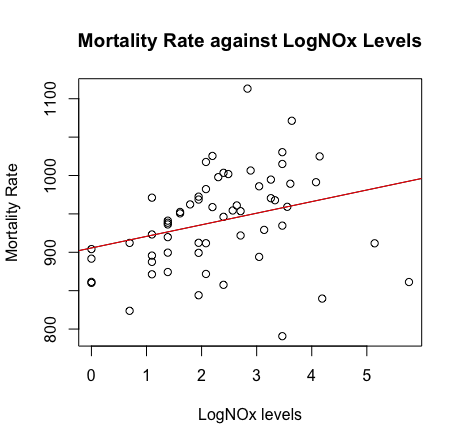 Mortality Rate against LogNOx Levels
1100
1000
900
800
Mortality Rate
0 1 2 3 4 5
LogNOx levels